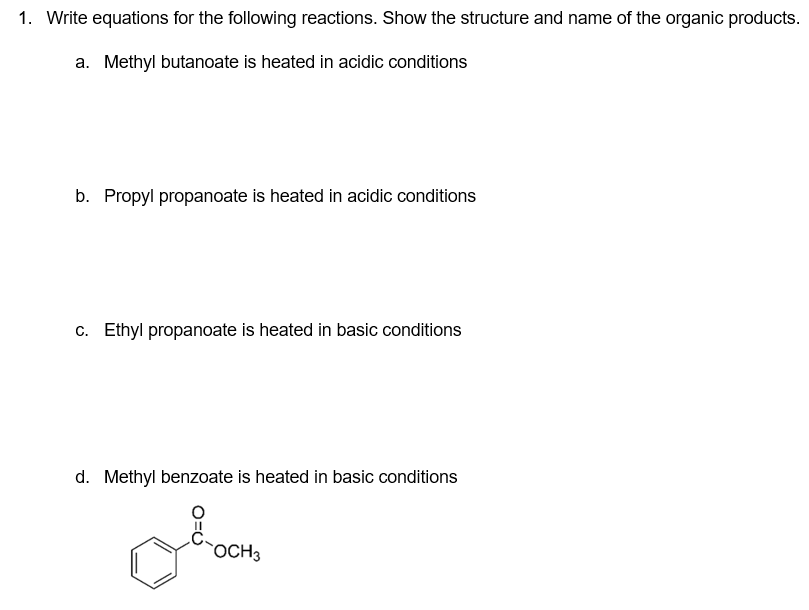 1. Write equations for the following reactions. Show the structure and name of the organic products.
a. Methyl butanoate is heated in acidic conditions
b. Propyl propanoate is heated in acidic conditions
c. Ethyl propanoate is heated in basic conditions
d. Methyl benzoate is heated in basic conditions
O
C
OCH3